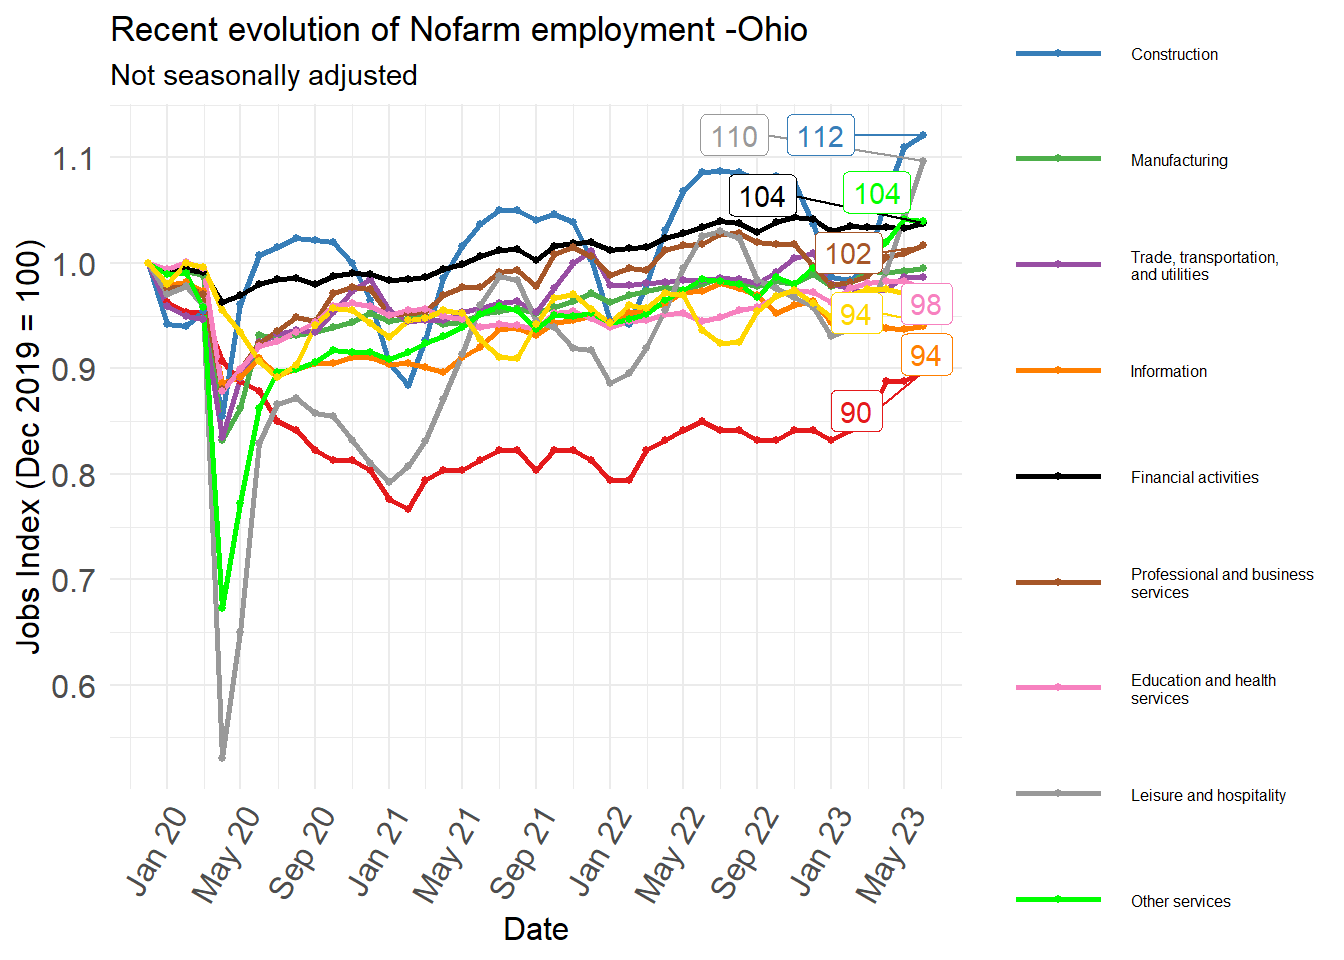 Recent evolution of Nofarm employment -Ohio
Not seasonally adjusted
Jobs Index (Dec 2019 = 100)
1.1
1.0
0.9
0.8
0.7
0.6
110
112
104
104
102
98
94
94
90
Jan 20
May 20
Sep 20
Jan 21
May 21
Sep 21
Jan 22
May 22
Sep 22
Jan 23
May 23
Date
Construction
Manufacturing
Trade, transportation,
and utilities
Information
Financial activities
Professional and business
services
Education and health
services
Leisure and hospitality
Other services